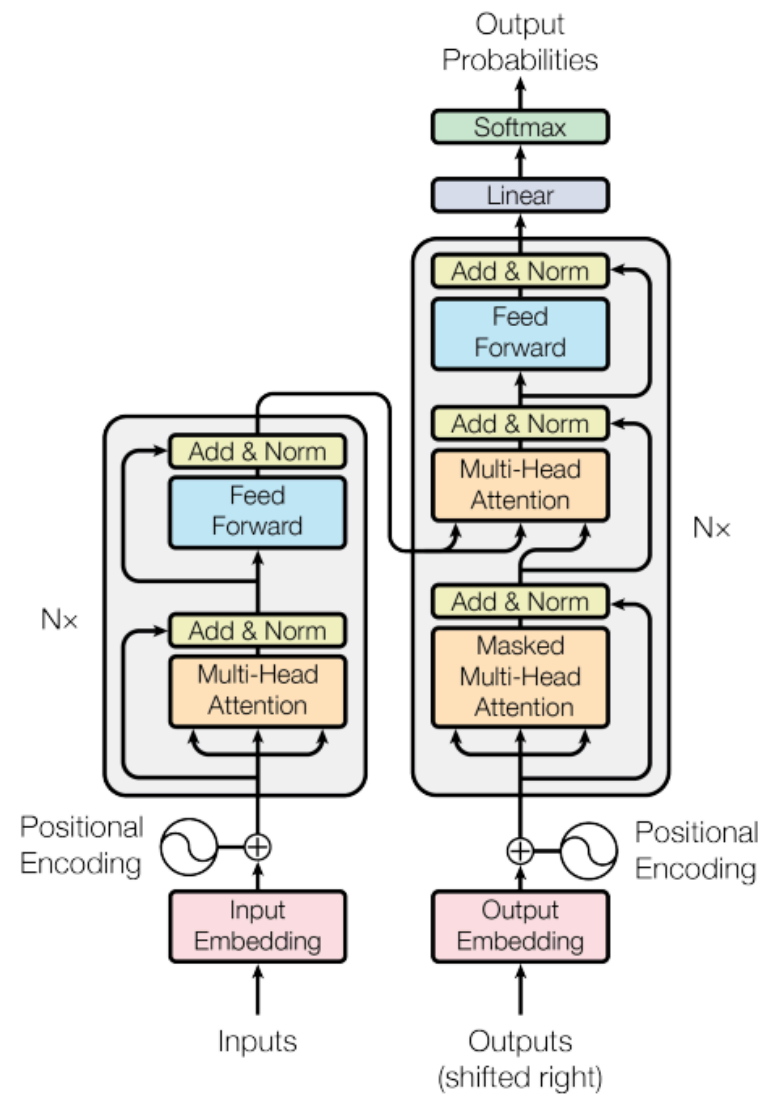 Output
Probabilities
Softmax
Linear
Add & Norm
Feed
Forward
Add & Norm
Multi-Head
Attention
Add & Norm
Masked
Multi-Head
Attention
Nx
Add & Norm
Feed
Forward
Add & Norm
Multi-Head
Attention
Nx
Positional
Encoding
Positional
Encoding
Input
Embedding
Output
Embedding
Inputs
Outputs
(shifted right)